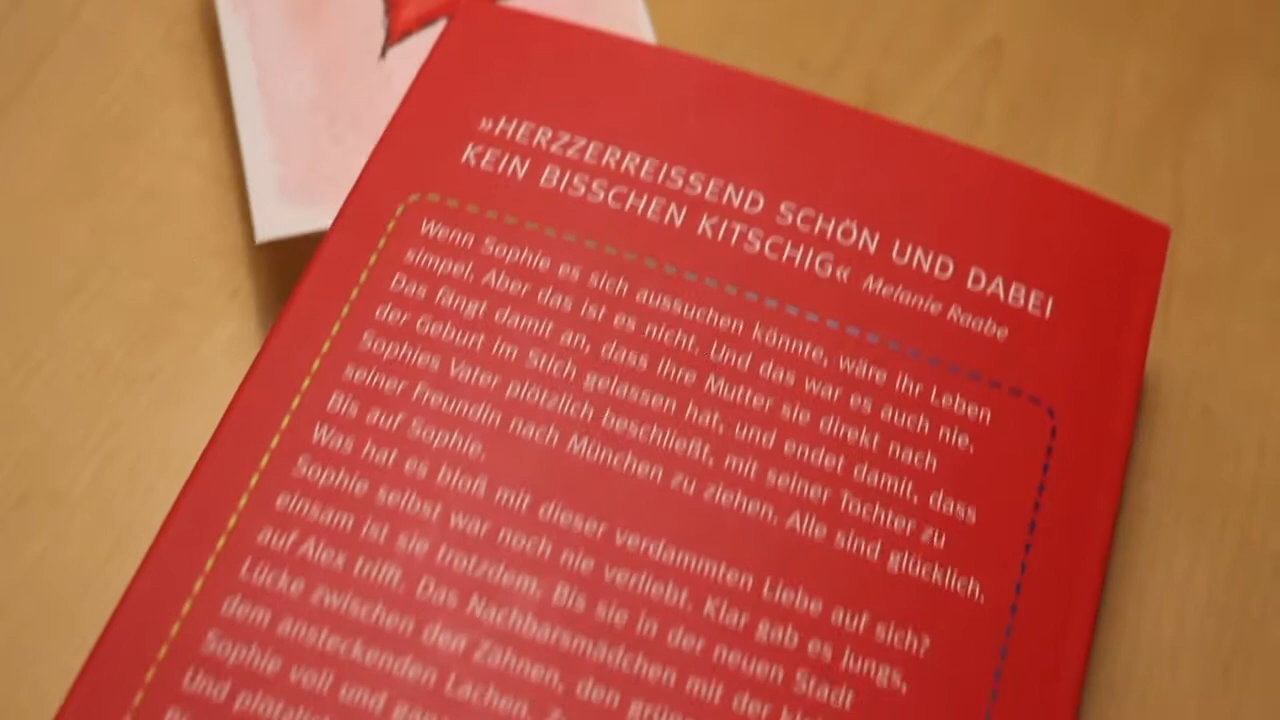 »HERZZERREISSEND SCHÖN UND DABEI
KEIN BISSCHEN KITSCHIG« Melanie Raabe
Wenn Sophie es sich aussuchen könnte, wäre ihr Leben
simpel. Aber das ist es nicht. Und das war es auch nie.
Das fängt damit an, dass ihre Mutter sie direkt nach
der Geburt im Stich gelassen hat, und endet damit, dass
Sophies Vater plötzlich beschließt, mit seiner Tochter zu
seiner Freundin nach München zu ziehen. Alle sind glücklich.
Bis auf Sophie.
Was hat es bloß mit dieser verdammten Liebe auf sich?
Sophie selbst war noch nie verliebt. Klar gab es Jungs,
einsam ist sie trotzdem. Bis sie in der neuen Stadt
auf Alex trifft. Das Nachbarsmädchen mit der
Lücke zwischen den Zähnen, den
dem ansteckenden Lachen.
Sophie voll und
Und